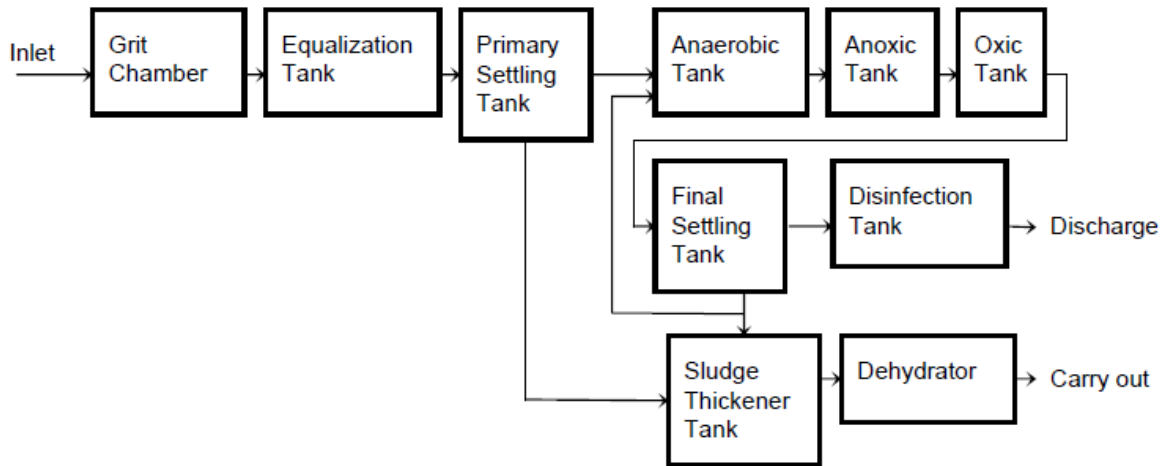 Inlet
Grit
Chamber
Equalization
Tank
Primary
Settling
Tank
Anaerobic
Tank
Anoxic
Tank
Oxic
Tank
Final
Settling
Tank
Disinfection
Tank
Discharge
Sludge
Thickener
Tank
Dehydrator
Carry out